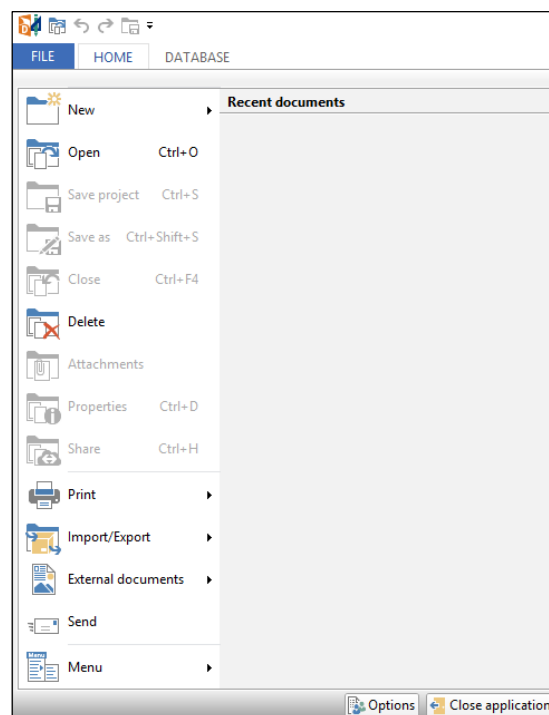 FILE HOME DATABASE
Recent documents
New
Open Ctrl+O
Save project Ctrl+S
Save as Ctrl+Shift+S
Close Ctrl+F4
Delete
Attachments
Properties Ctrl+D
Share Ctrl+H
Print
Import/Export
External documents
Send
Menu
Menu
Options Close application